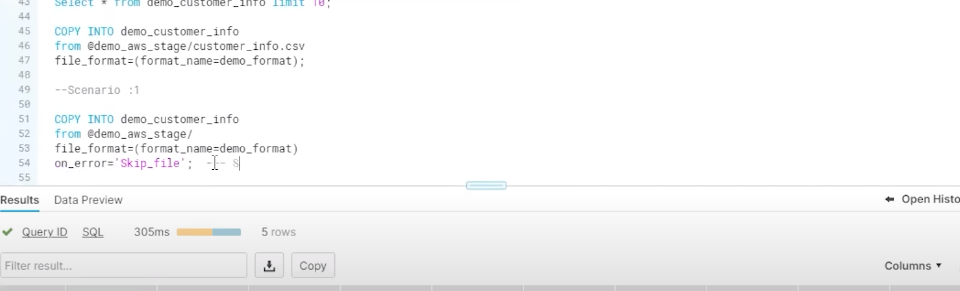 43 Select * from demo_customer_info limit 10;
44
45 COPY INTO demo_customer_info
46 from @demo_aws_stage/customer_info.csv
47 file_format=(format_name=demo_format);
48
49 --Scenario :1
50
51 COPY INTO demo_customer_info
52 from @demo_aws_stage/
53 file_format=(format_name=demo_format)
54 on_error='Skip_file'; --- S
55
Results Data Preview Open Histo
Query ID SQL 305ms 5 rows
Filter result... Copy Columns